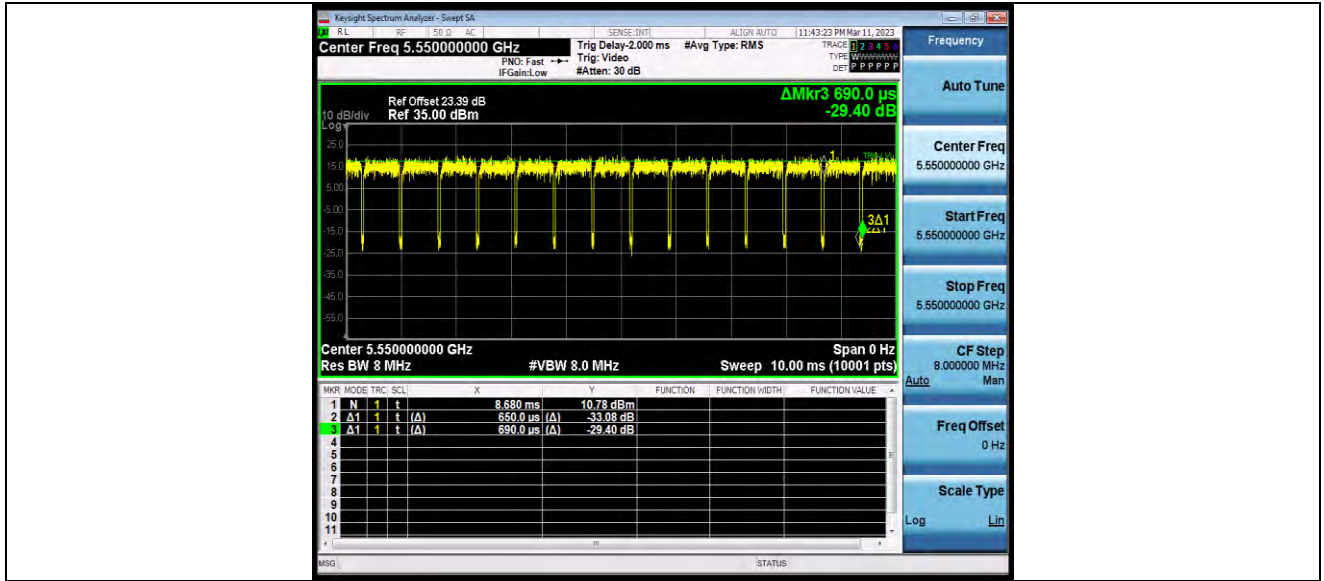 Keysight Spectrum Analyzer - Swept SA
RL RF 50 Ω AC SENSE:INT ALIGN AUTO 11:43:23 PM Mar 11, 2023
Center Freq 5.550000000 GHz
PNO: Fast
IFGain:Low
Trig Delay-2.000 ms
Trig: Video
#Atten: 30 dB
#Avg Type: RMS
TRACE 1 2 3 4 5 6
TYPE
DET P P P P P P
ΔMkr3 690.0 µs
-29.40 dB
Ref Offset 23.39 dB
Ref 35.00 dBm
10 dB/div
Log
25.0
15.0
5.00
-5.00
-15.0
-25.0
-35.0
-45.0
-55.0
1
3Δ1
2Δ1
Center 5.550000000 GHz Span 0 Hz
Res BW 8 MHz #VBW 8.0 MHz Sweep 10.00 ms (10001 pts)
MKR MODE TRC SCL X Y FUNCTION FUNCTION WIDTH FUNCTION VALUE
1 N 1 t 8.680 ms 10.78 dBm
2 Δ1 1 t (Δ) 650.0 µs (Δ) -33.08 dB
3 Δ1 1 t (Δ) 690.0 µs (Δ) -29.40 dB
4
5
6
7
8
9
10
11
MSG STATUS
Frequency
Auto Tune
Center Freq
5.550000000 GHz
Start Freq
5.550000000 GHz
Stop Freq
5.550000000 GHz
CF Step
8.000000 MHz
Auto Man
Freq Offset
0 Hz
Scale Type
Log Lin